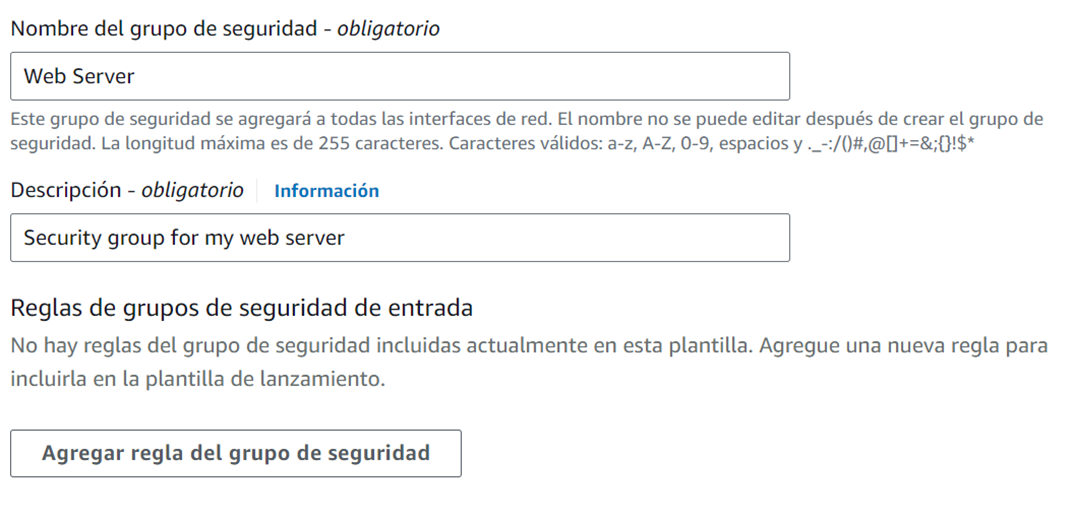 Nombre del grupo de seguridad - obligatorio
Web Server
Este grupo de seguridad se agregará a todas las interfaces de red. El nombre no se puede editar después de crear el grupo de
seguridad. La longitud máxima es de 255 caracteres. Caracteres válidos: a-z, A-Z, 0-9, espacios y ._-:/()#,@[]+=&;{}!$*
Descripción - obligatorio Información
Security group for my web server
Reglas de grupos de seguridad de entrada
No hay reglas del grupo de seguridad incluidas actualmente en esta plantilla. Agregue una nueva regla para
incluirla en la plantilla de lanzamiento.
Agregar regla del grupo de seguridad